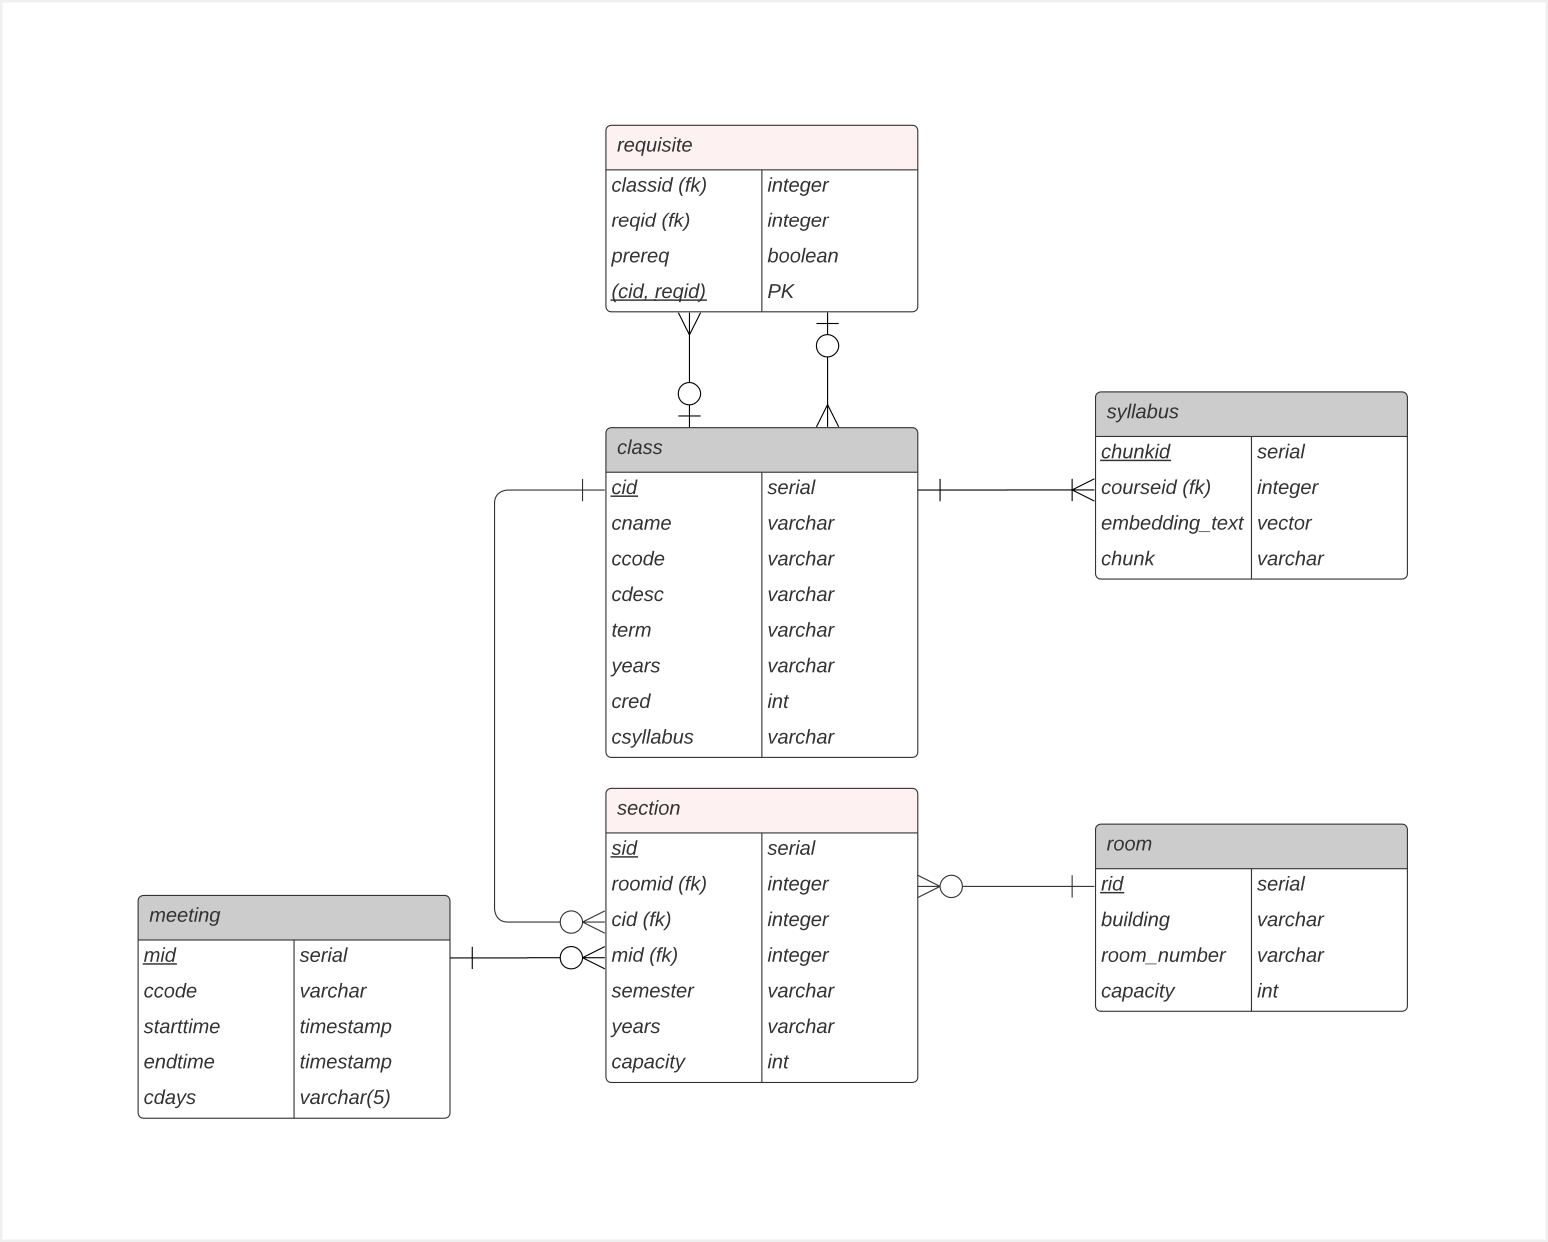 requisite
classid (fk) integer
reqid (fk) integer
prereq boolean
(cid, reqid) PK
class
cid serial
cname varchar
ccode varchar
cdesc varchar
term varchar
years varchar
cred int
csyllabus varchar
syllabus
chunkid serial
courseid (fk) integer
embedding_text vector
chunk varchar
section
sid serial
roomid (fk) integer
cid (fk) integer
mid (fk) integer
semester varchar
years varchar
capacity int
room
rid serial
building varchar
room_number varchar
capacity int
meeting
mid serial
ccode varchar
starttime timestamp
endtime timestamp
cdays varchar(5)